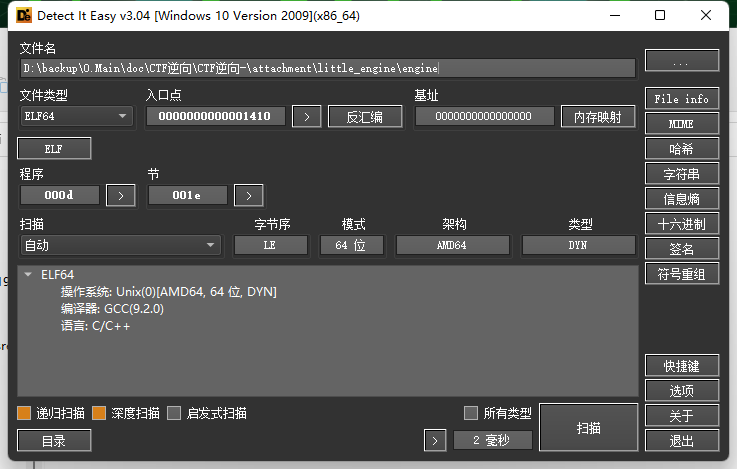 Detect It Easy v3.04 [Windows 10 Version 2009](x86_64)
文件名
D:\backup\0.Main\doc\CTF逆向\CTF逆向-\attachment\little_engine\engine
...
文件类型 入口点 基址
ELF64 0000000000001410 > 反汇编 0000000000000000 内存映射
File info
MIME
ELF
哈希
程序 节
字符串
000d > 001e >
信息熵
扫描 字节序 模式 架构 类型
十六进制
自动 LE 64 位 AMD64 DYN
签名
ELF64
符号重组
操作系统: Unix(0)[AMD64, 64 位, DYN]
编译器: GCC(9.2.0)
语言: C/C++
快捷键
选项
递归扫描 深度扫描 启发式扫描 所有类型 扫描
关于
目录 > 2 毫秒 退出